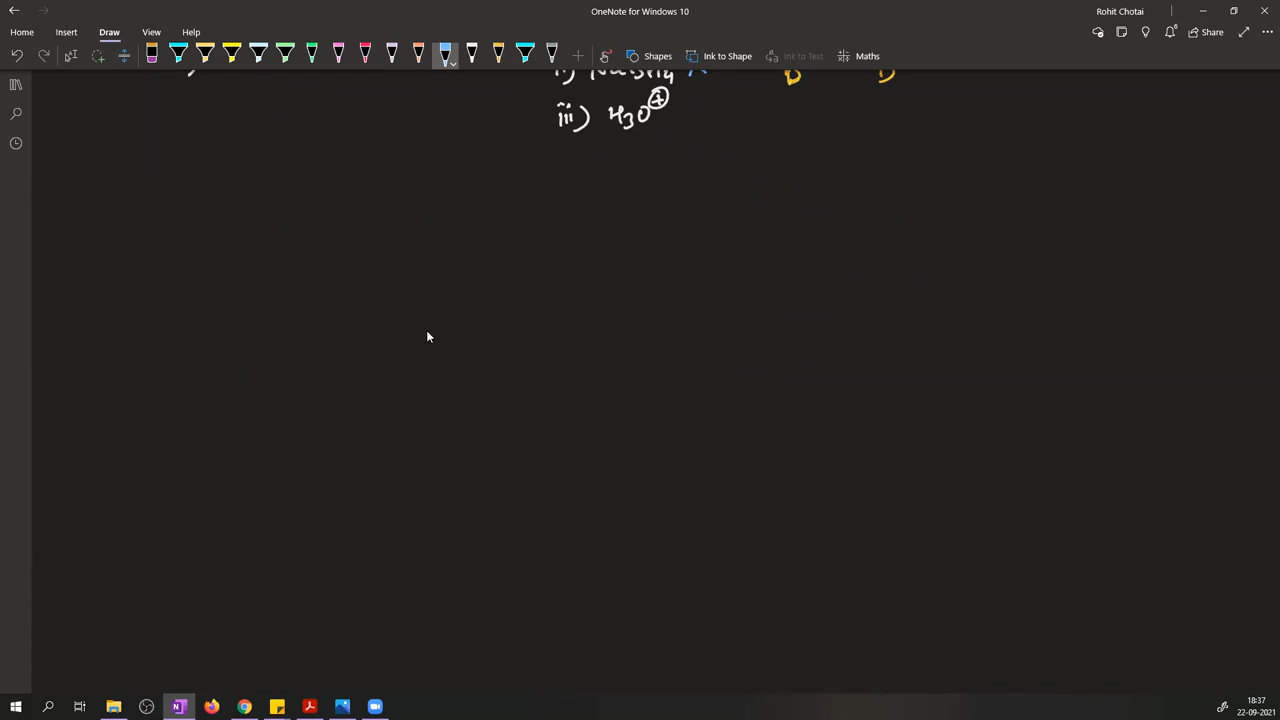 OneNote for Windows 10
Rohit Chotai
Home Insert Draw View Help
Shapes Ink to Shape Ink to Text Maths Share
ii)
B D
iii) H3O+
18:37
22-09-2021